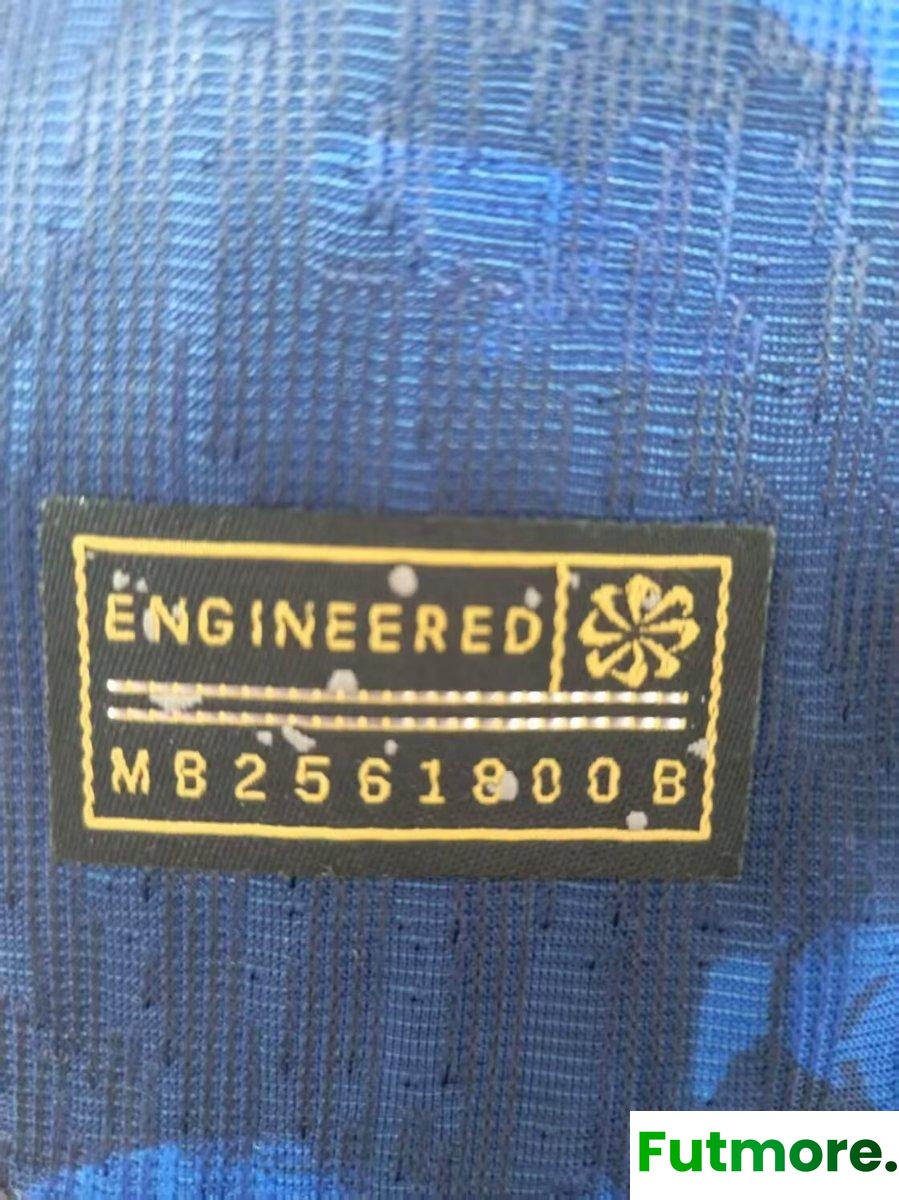 ENGINEERED
MB2561800B
Futmore.